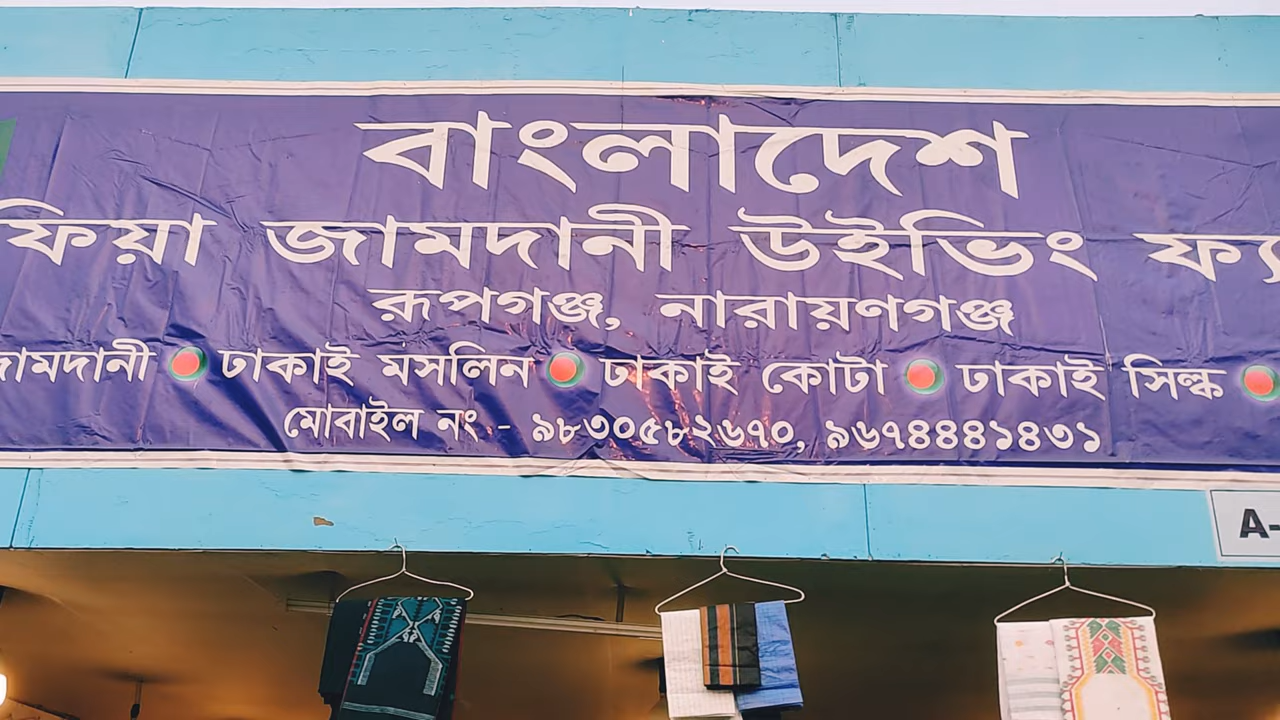 বাংলাদেশ
ফিয়া জামদানী উইভিং
রূপগঞ্জ, নারায়ণগঞ্জ
জামদানী ঢাকাই মসলিন ঢাকাই কোটা ঢাকাই সিল্ক
মোবাইল নং - ৯৮৩০৫৮২৬৭০, ৯৬৭৪৪৪১৪৩১
A-